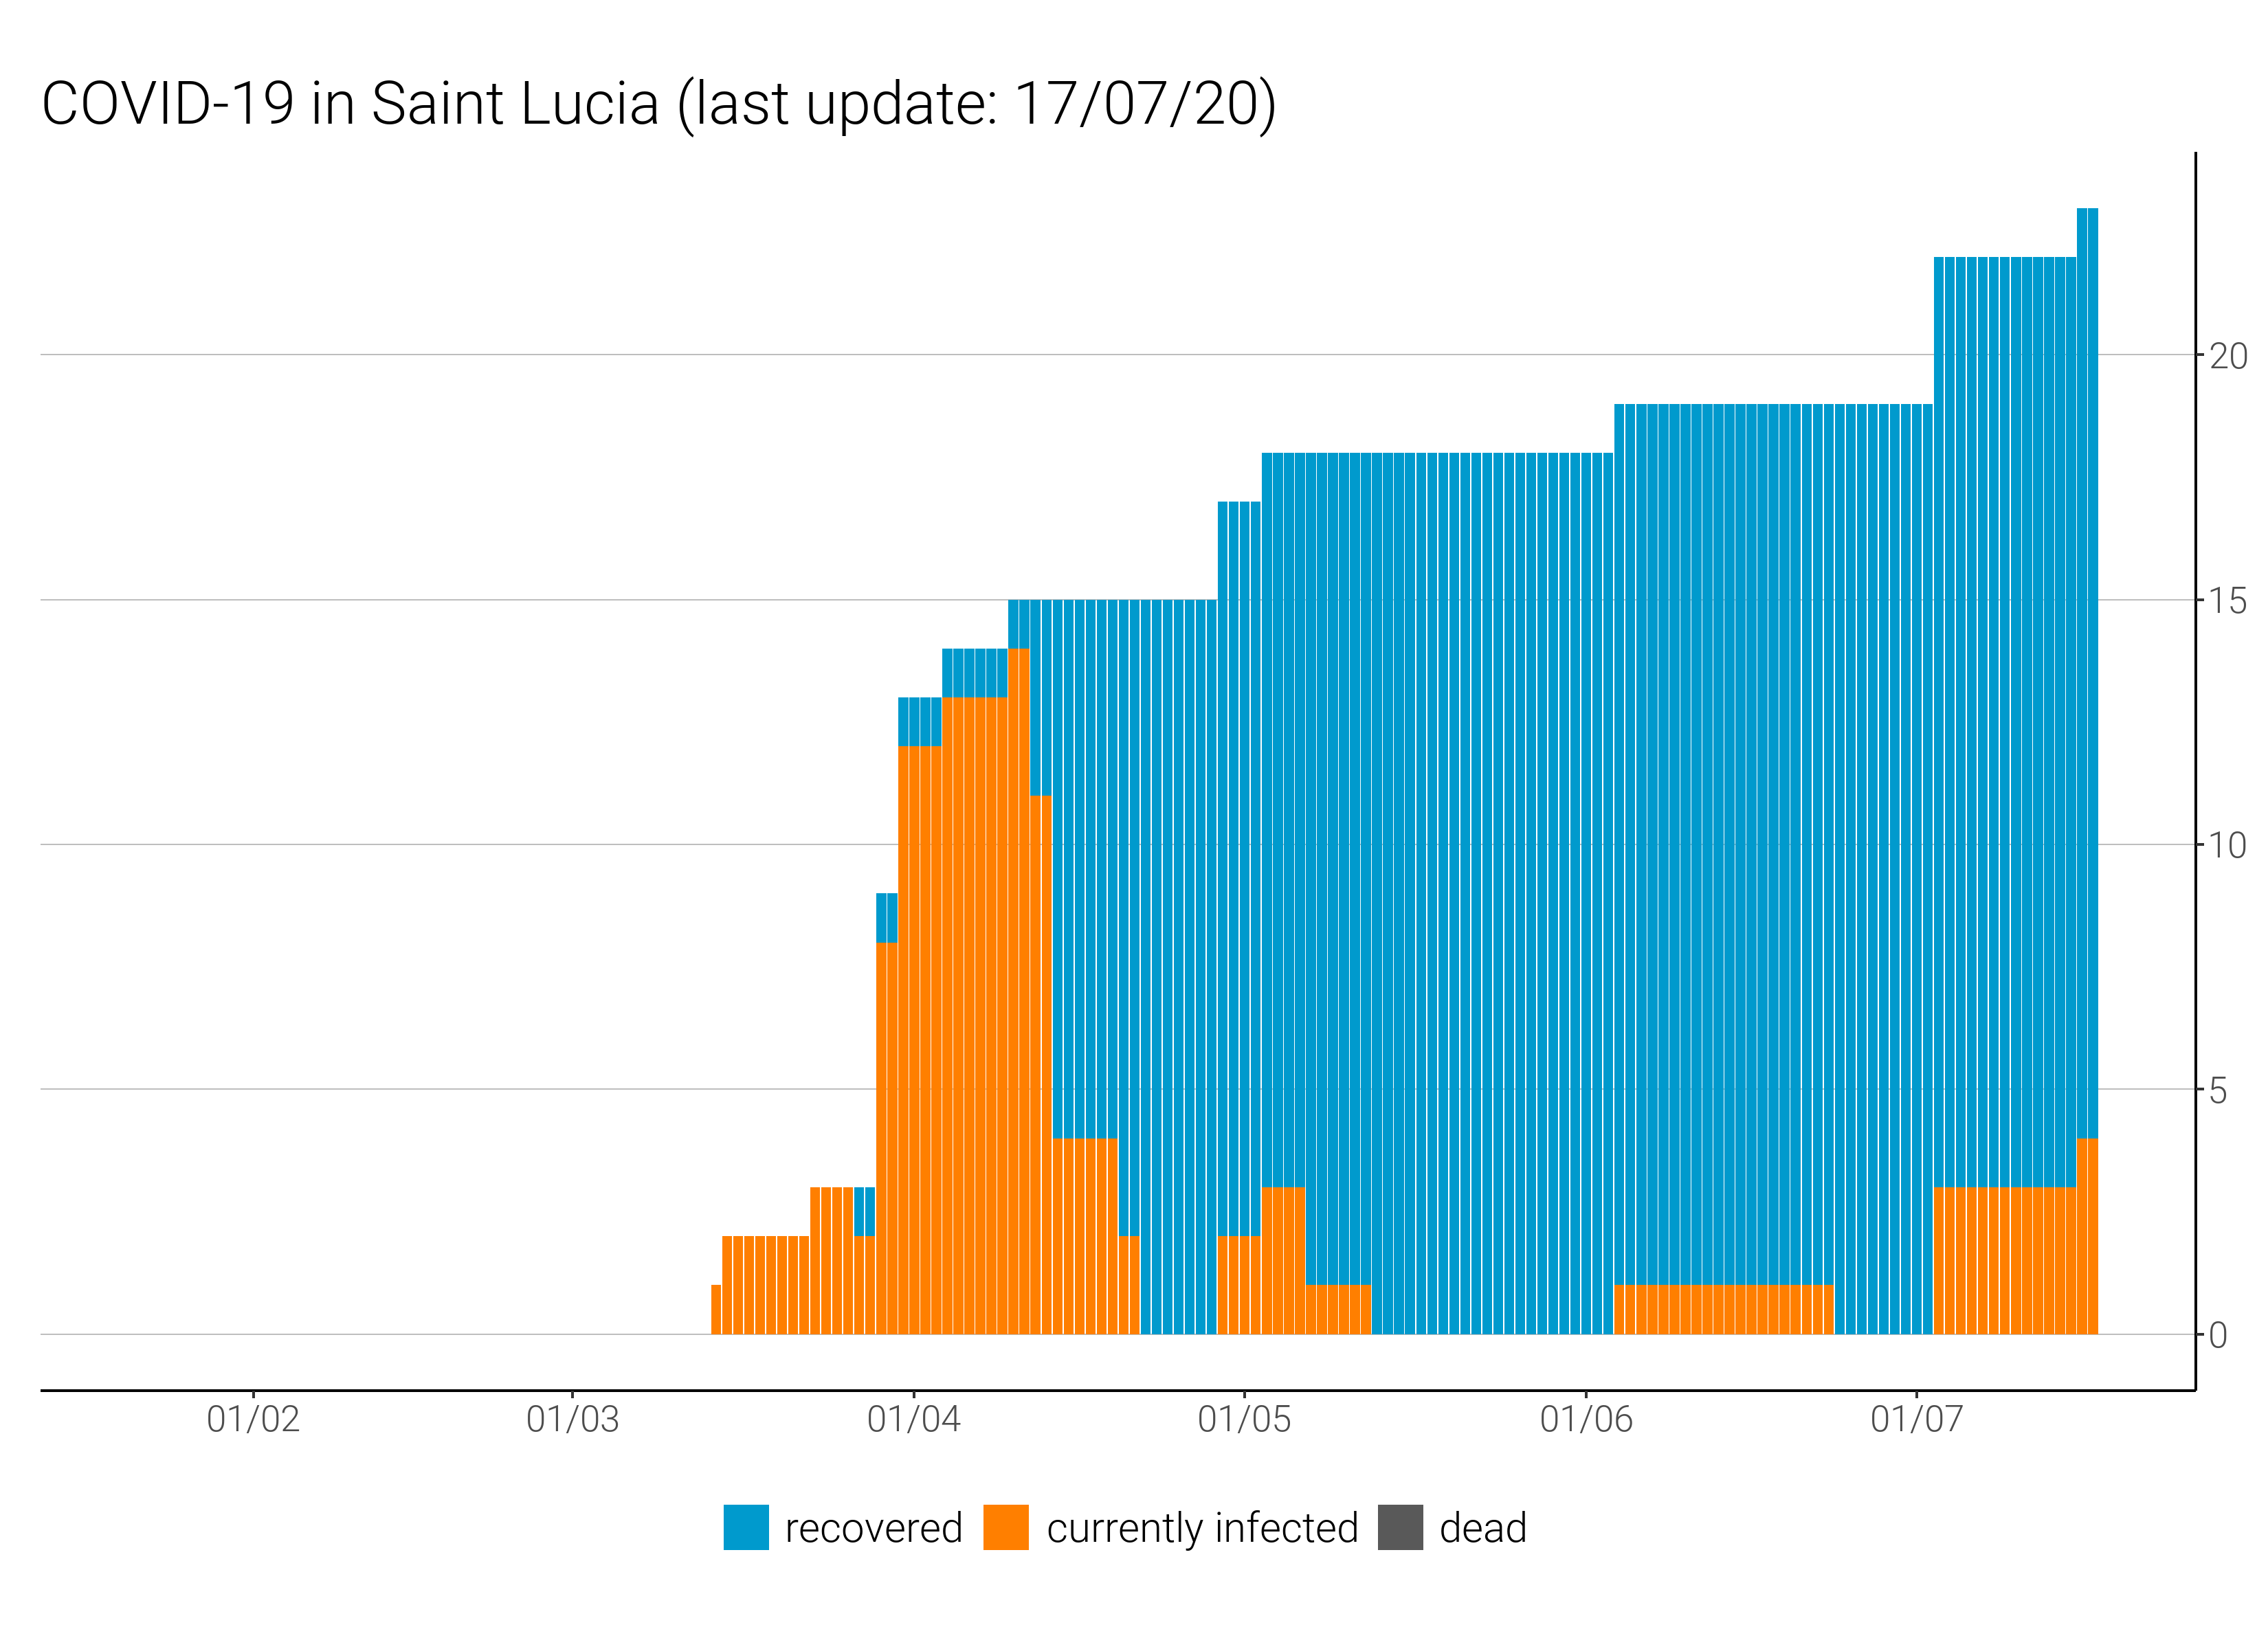 COVID-19 in Saint Lucia (last update: 17/07/20)
20
15
10
5
0
01/02 01/03 01/04 01/05 01/06 01/07
recovered currently infected dead